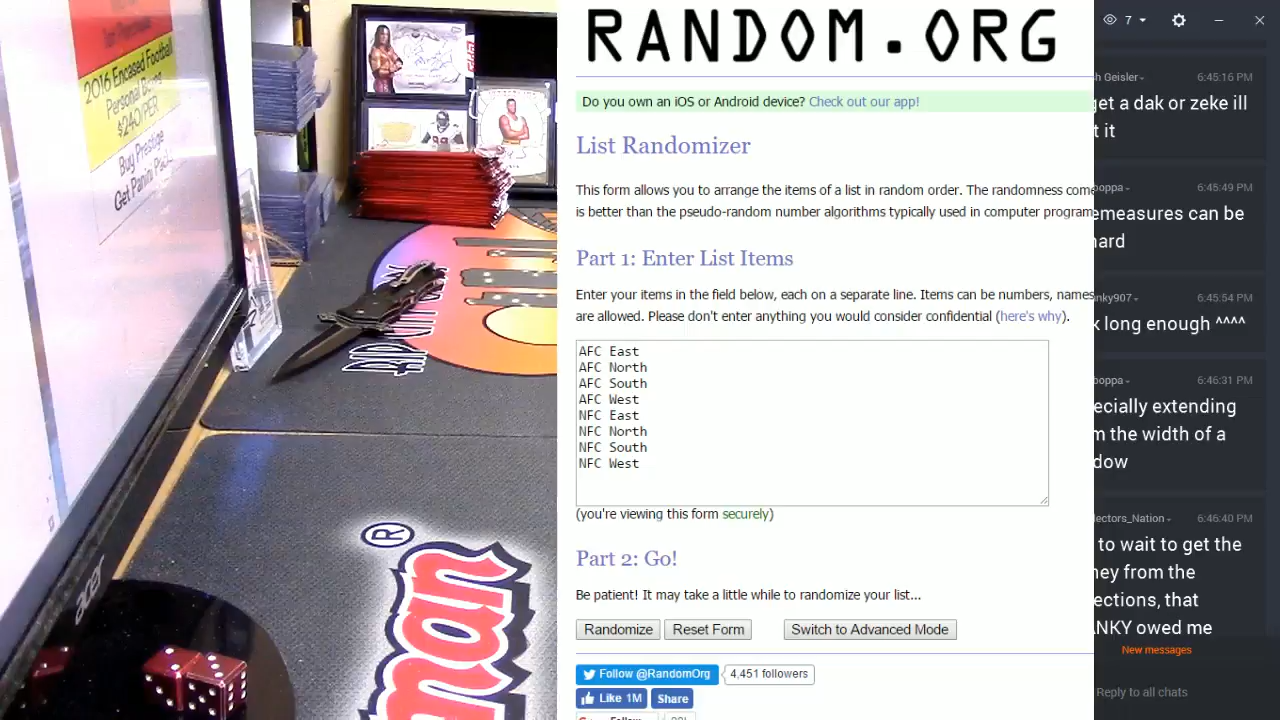 2016 Encased Football
Personal Break
$240/PER
Buy Prestige
acer
®
man
RANDOM.ORG
Do you own an iOS or Android device? Check out our app!
List Randomizer
This form allows you to arrange the items of a list in random order. The randomness come
is better than the pseudo-random number algorithms typically used in computer program
Part 1: Enter List Items
Enter your items in the field below, each on a separate line. Items can be numbers, names
are allowed. Please don't enter anything you would consider confidential (here's why).
AFC East
AFC North
AFC South
AFC West
NFC East
NFC North
NFC South
NFC West
(you're viewing this form securely)
Part 2: Go!
Be patient! It may take a little while to randomize your list...
Randomize Reset Form Switch to Advanced Mode
Follow @RandomOrg 4,451 followers
Like 1M Share
7
h Geisler 6:45:16 PM
get a dak or zeke ill
t it
boppa 6:45:49 PM
emeasures can be
hard
nky907 6:45:54 PM
k long enough ^^^^
boppa 6:46:31 PM
ecially extending
m the width of a
dow
llectors_Nation 6:46:40 PM
to wait to get the
ney from the
ections, that
ANKY owed me
New messages
Reply to all chats